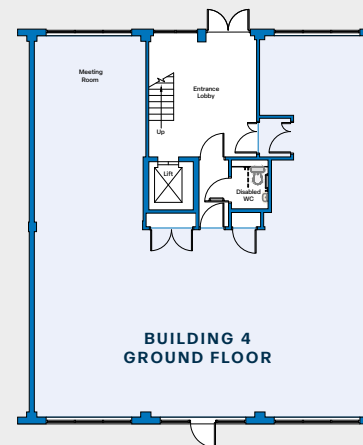 Meeting
Room
Entrance
Lobby
Up
Lift
Disabled
WC
BUILDING 4
GROUND FLOOR